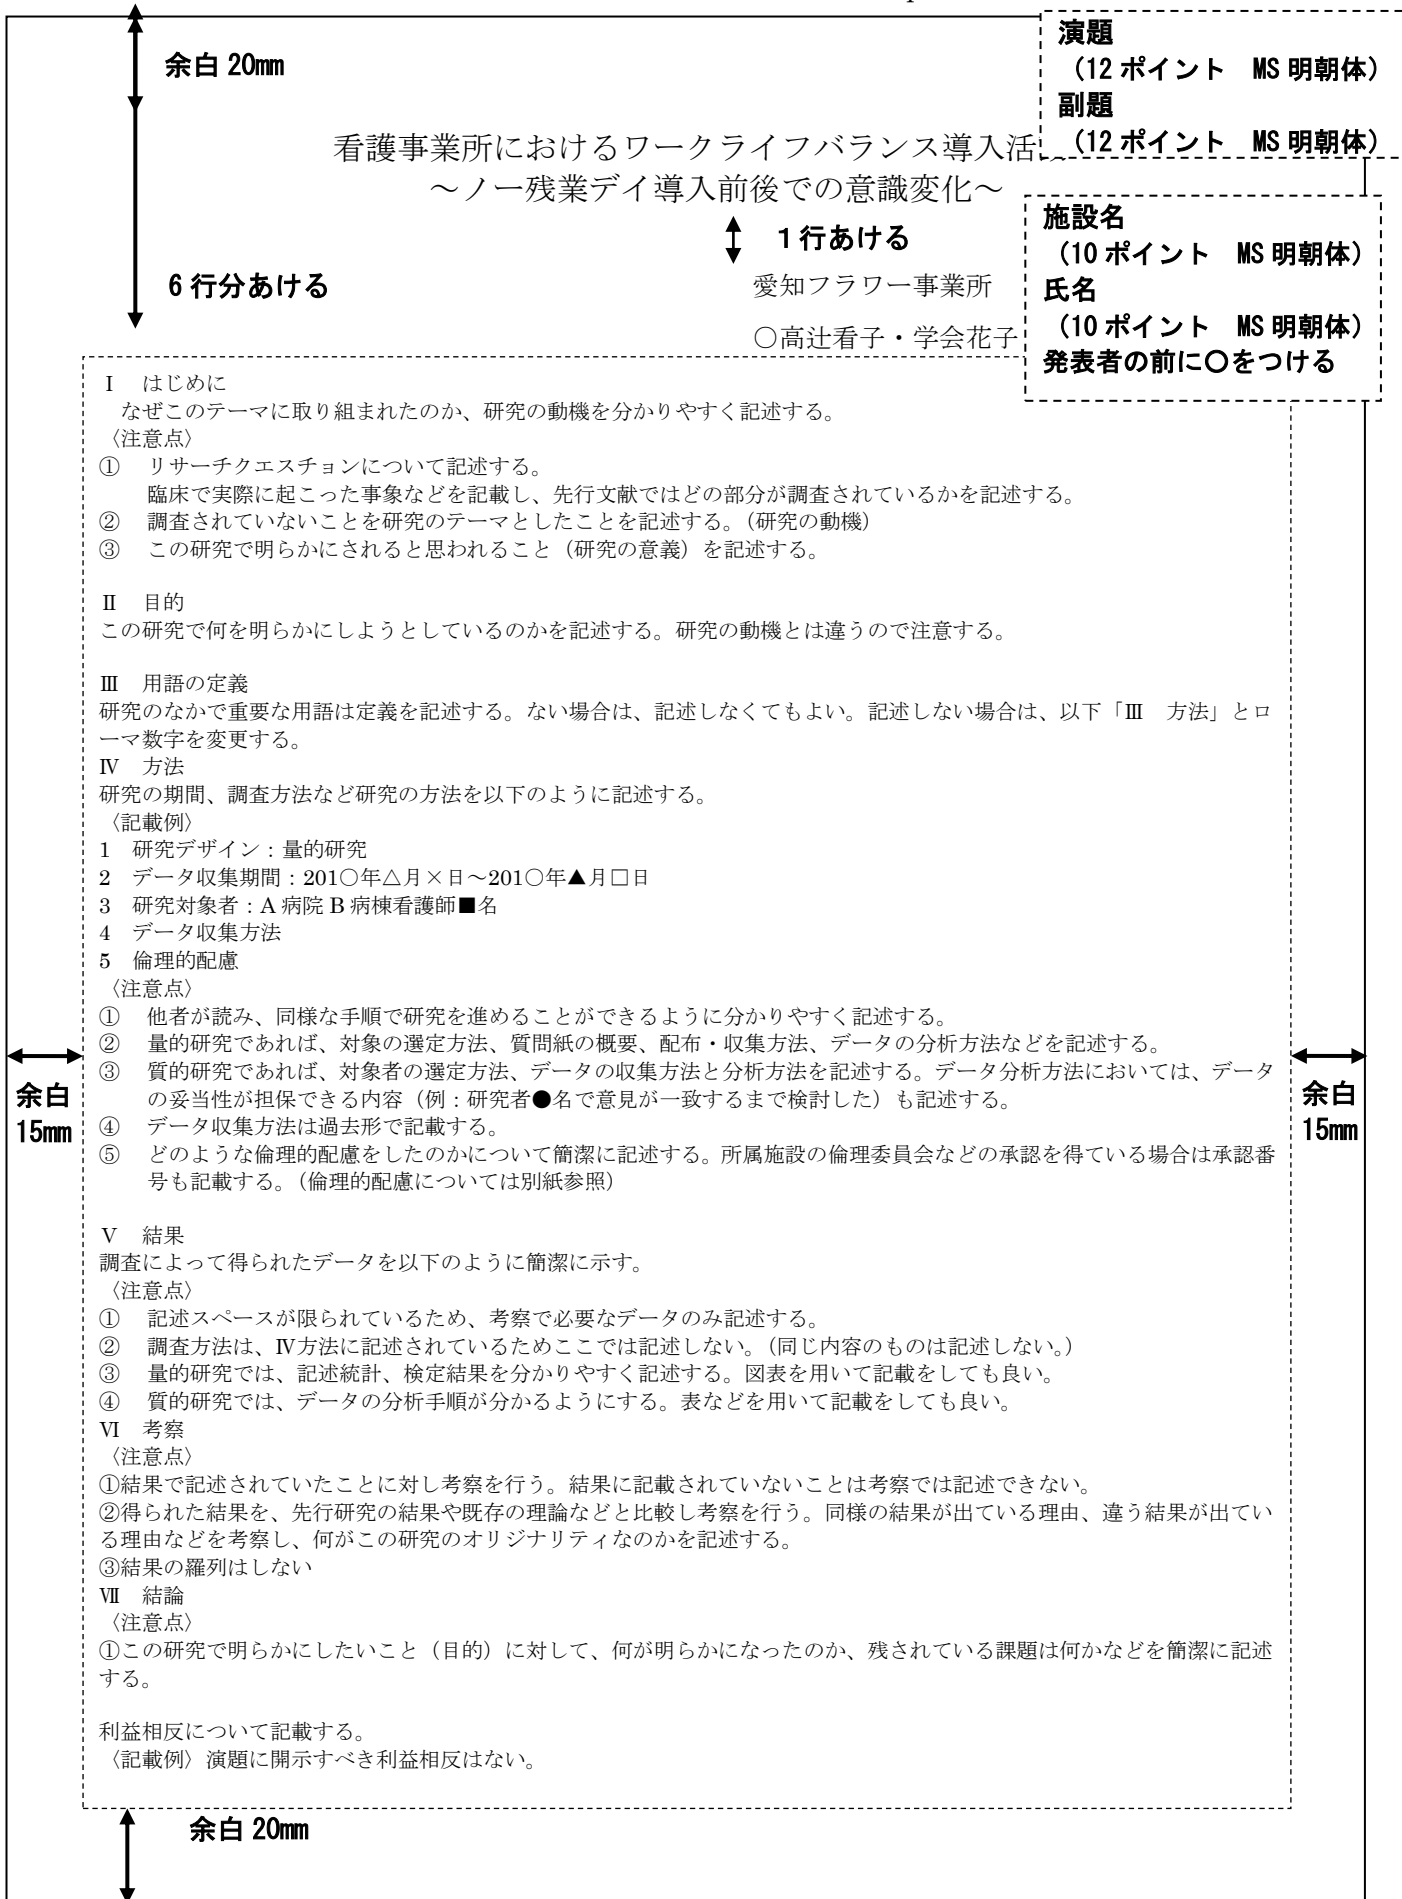 余白 20mm
演題
（12 ポイント　MS 明朝体）
副題
（12 ポイント　MS 明朝体）
看護事業所におけるワークライフバランス導入活
～ノー残業デイ導入前後での意識変化～
1 行あける
6 行分あける
愛知フラワー事業所
○高辻看子・学会花子
施設名
（10 ポイント　MS 明朝体）
氏名
（10 ポイント　MS 明朝体）
発表者の前に○をつける
Ⅰ　はじめに
なぜこのテーマに取り組まれたのか、研究の動機を分かりやすく記述する。
〈注意点〉
①　リサーチクエスチョンについて記述する。
臨床で実際に起こった事象などを記載し、先行文献ではどの部分が調査されているかを記述する。
②　調査されていないことを研究のテーマとしたことを記述する。（研究の動機）
③　この研究で明らかにされると思われること（研究の意義）を記述する。
Ⅱ　目的
この研究で何を明らかにしようとしているのかを記述する。研究の動機とは違うので注意する。
Ⅲ　用語の定義
研究のなかで重要な用語は定義を記述する。ない場合は、記述しなくてもよい。記述しない場合は、以下「Ⅲ　方法」とロ
ーマ数字を変更する。
Ⅳ　方法
研究の期間、調査方法など研究の方法を以下のように記述する。
〈記載例〉
1　研究デザイン：量的研究
2　データ収集期間：201○年△月×日～201○年▲月□日
3　研究対象者：A 病院 B 病棟看護師■名
4　データ収集方法
5　倫理的配慮
〈注意点〉
①　他者が読み、同様な手順で研究を進めることができるように分かりやすく記述する。
②　量的研究であれば、対象の選定方法、質問紙の概要、配布・収集方法、データの分析方法などを記述する。
③　質的研究であれば、対象者の選定方法、データの収集方法と分析方法を記述する。データ分析方法においては、データ
の妥当性が担保できる内容（例：研究者●名で意見が一致するまで検討した）も記述する。
④　データ収集方法は過去形で記載する。
⑤　どのような倫理的配慮をしたのかについて簡潔に記述する。所属施設の倫理委員会などの承認を得ている場合は承認番
号も記載する。（倫理的配慮については別紙参照）
余白
15mm
余白
15mm
Ⅴ　結果
調査によって得られたデータを以下のように簡潔に示す。
〈注意点〉
①　記述スペースが限られているため、考察で必要なデータのみ記述する。
②　調査方法は、Ⅳ方法に記述されているためここでは記述しない。（同じ内容のものは記述しない。）
③　量的研究では、記述統計、検定結果を分かりやすく記述する。図表を用いて記載をしても良い。
④　質的研究では、データの分析手順が分かるようにする。表などを用いて記載をしても良い。
Ⅵ　考察
〈注意点〉
①結果で記述されていたことに対し考察を行う。結果に記載されていないことは考察では記述できない。
②得られた結果を、先行研究の結果や既存の理論などと比較し考察を行う。同様の結果が出ている理由、違う結果が出てい
る理由などを考察し、何がこの研究のオリジナリティなのかを記述する。
③結果の羅列はしない
Ⅶ　結論
〈注意点〉
①この研究で明らかにしたいこと（目的）に対して、何が明らかになったのか、残されている課題は何かなどを簡潔に記述
する。
利益相反について記載する。
〈記載例〉演題に開示すべき利益相反はない。
余白 20mm